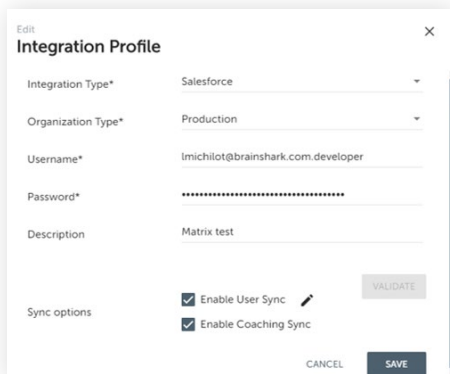 Edit
Integration Profile
Integration Type* Salesforce
Organization Type* Production
Username* lmichilot@brainshark.com.developer
Password* •••••••••••••••••••••••••••••••••••••
Description Matrix test
VALIDATE
Sync options
Enable User Sync
Enable Coaching Sync
CANCEL SAVE